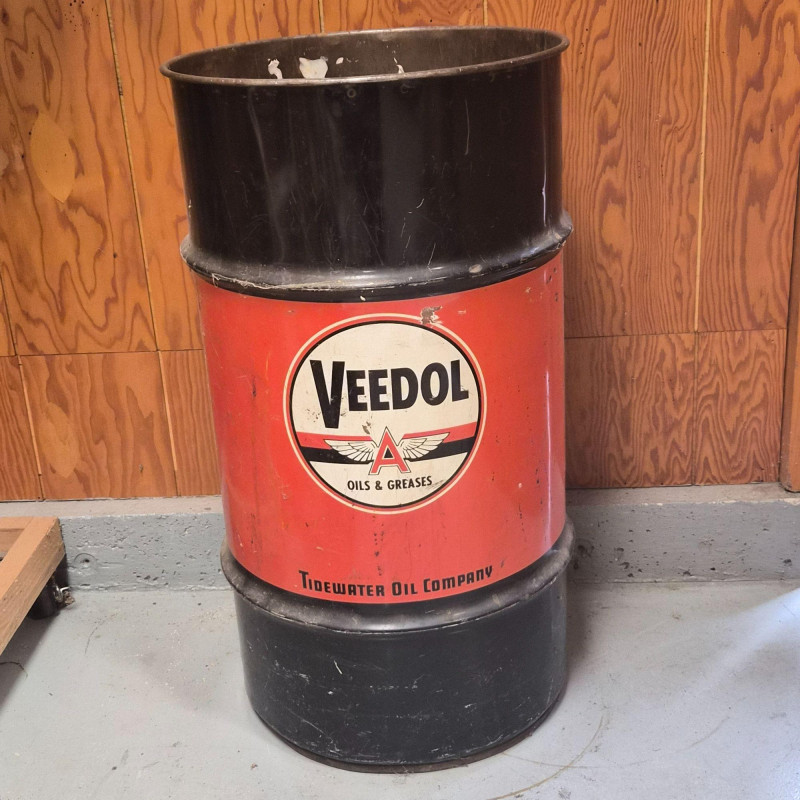 VEEDOL
A
OILS & GREASES
TIDEWATER OIL COMPANY